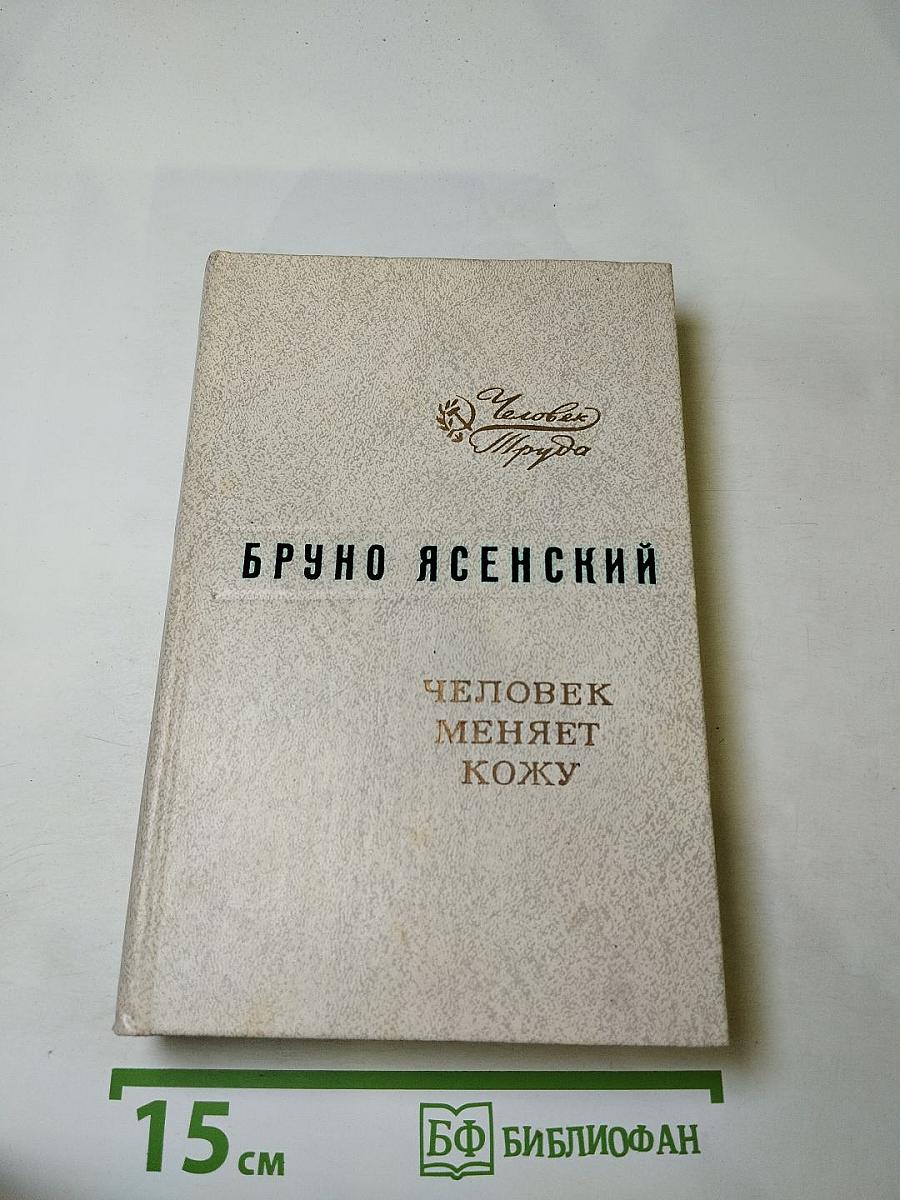 Человек
Труда
БРУНО ЯСЕНСКИЙ
ЧЕЛОВЕК
МЕНЯЕТ
КОЖУ
15 см
БФ БИБЛИОФАН